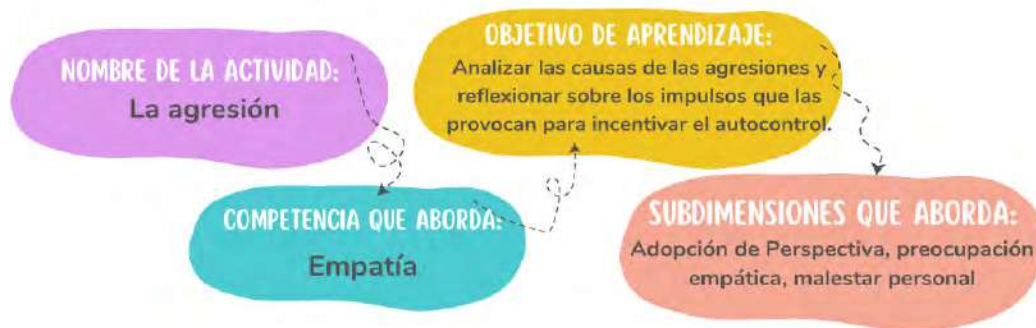 NOMBRE DE LA ACTIVIDAD:
La agresión
COMPETENCIA QUE ABORDA:
Empatía
OBJETIVO DE APRENDIZAJE:
Analizar las causas de las agresiones y
reflexionar sobre los impulsos que las
provocan para incentivar el autocontrol.
SUBDIMENSIONES QUE ABORDA:
Adopción de Perspectiva, preocupación
empática, malestar personal